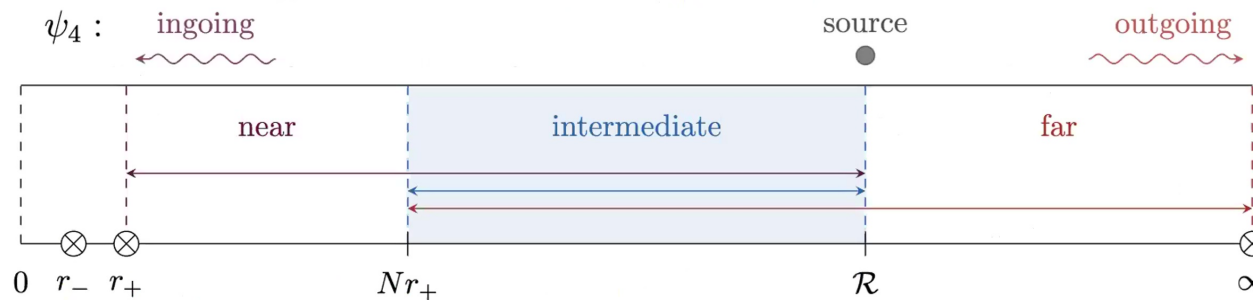 ψ₄ : ingoing source outgoing
near intermediate far
0 r₋ r₊ Nr₊ ℛ ∞